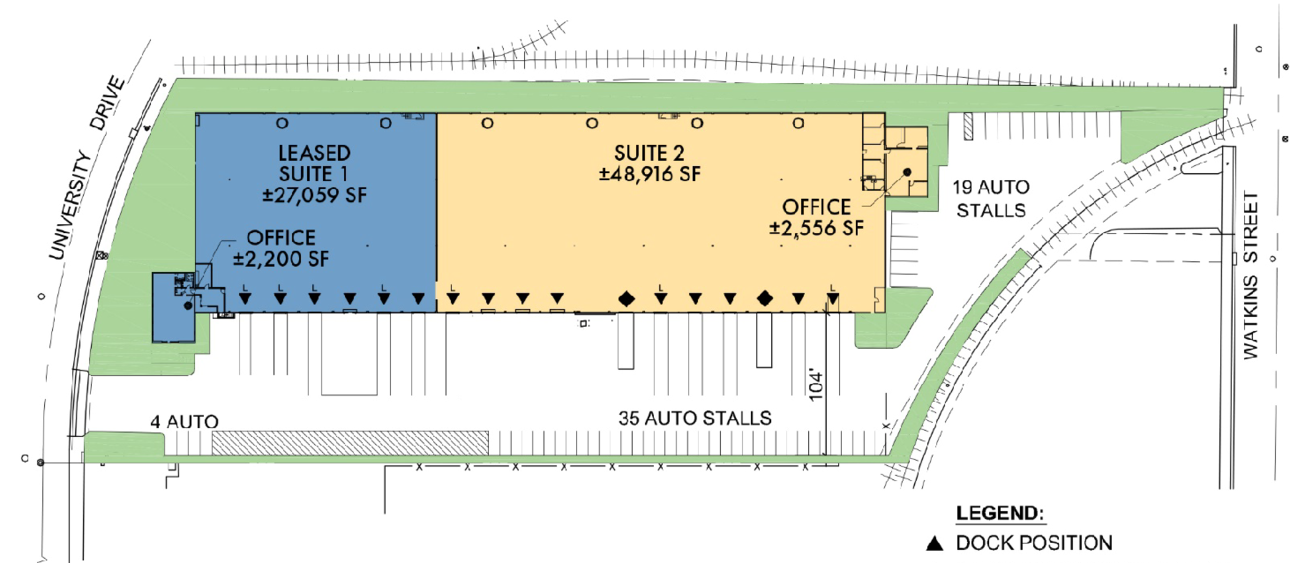 UNIVERSITY DRIVE
LEASED
SUITE 1
±27,059 SF
SUITE 2
±48,916 SF
OFFICE
±2,556 SF
19 AUTO
STALLS
OFFICE
±2,200 SF
L
L
L
L
L
L
L
WATKINS STREET
104'
4 AUTO
35 AUTO STALLS
X
X
X
X
X
X
X
X
X
X
LEGEND:
▲ DOCK POSITION